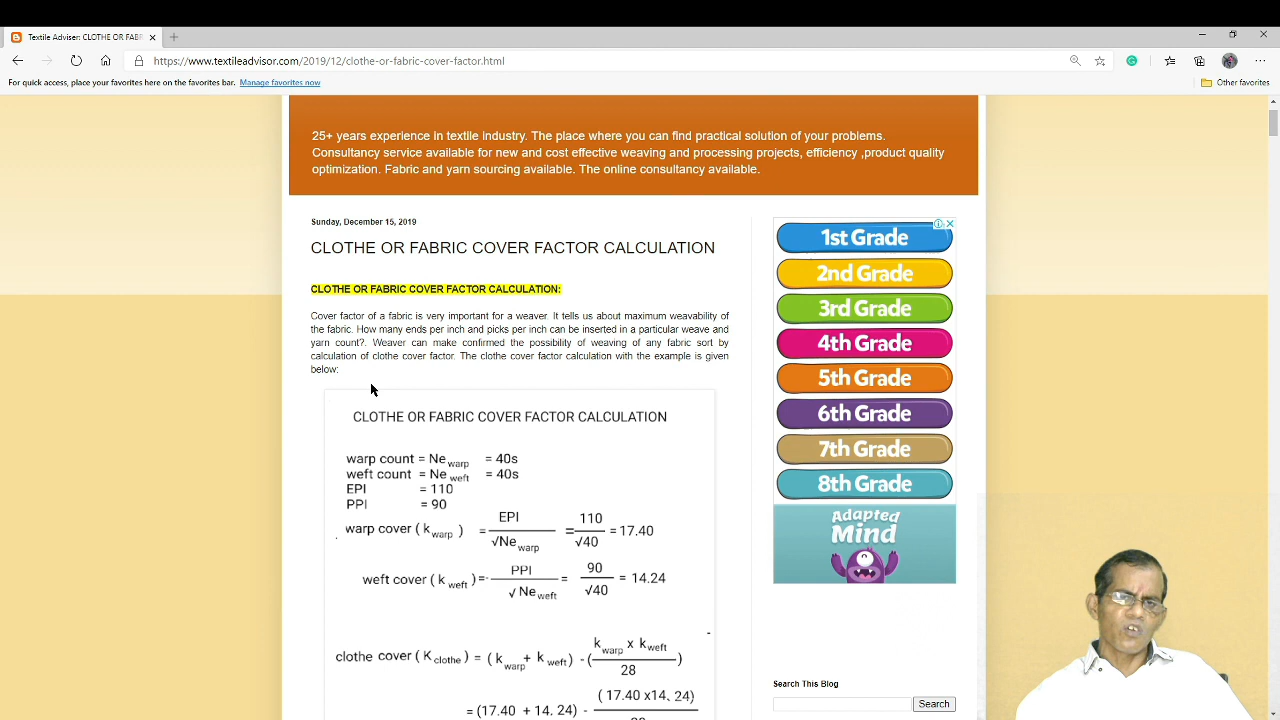 Textile Adviser: CLOTHE OR FABR
https://www.textileadvisor.com/2019/12/clothe-or-fabric-cover-factor.html
For quick access, place your favorites here on the favorites bar. Manage favorites now
Other favorites
25+ years experience in textile industry. The place where you can find practical solution of your problems.
Consultancy service available for new and cost effective weaving and processing projects, efficiency ,product quality
optimization. Fabric and yarn sourcing available. The online consultancy available.
Sunday, December 15, 2019
CLOTHE OR FABRIC COVER FACTOR CALCULATION
CLOTHE OR FABRIC COVER FACTOR CALCULATION:
Cover factor of a fabric is very important for a weaver. It tells us about maximum weavability of
the fabric. How many ends per inch and picks per inch can be inserted in a particular weave and
yarn count?. Weaver can make confirmed the possibility of weaving of any fabric sort by
calculation of clothe cover factor. The clothe cover factor calculation with the example is given
below:
CLOTHE OR FABRIC COVER FACTOR CALCULATION
warp count = Ne warp = 40s
weft count = Ne weft = 40s
EPI = 110
PPI = 90
warp cover ( k warp ) = EPI / √Ne warp = 110 / √40 = 17.40
weft cover ( k weft ) = PPI / √ Ne weft = 90 / √40 = 14.24
clothe cover ( K clothe ) = ( k warp + k weft ) - ( k warp x k weft / 28 )
= (17.40 + 14. 24) - ( 17.40 x14. 24)
1st Grade
2nd Grade
3rd Grade
4th Grade
5th Grade
6th Grade
7th Grade
8th Grade
Adapted
Mind
Search This Blog
Search